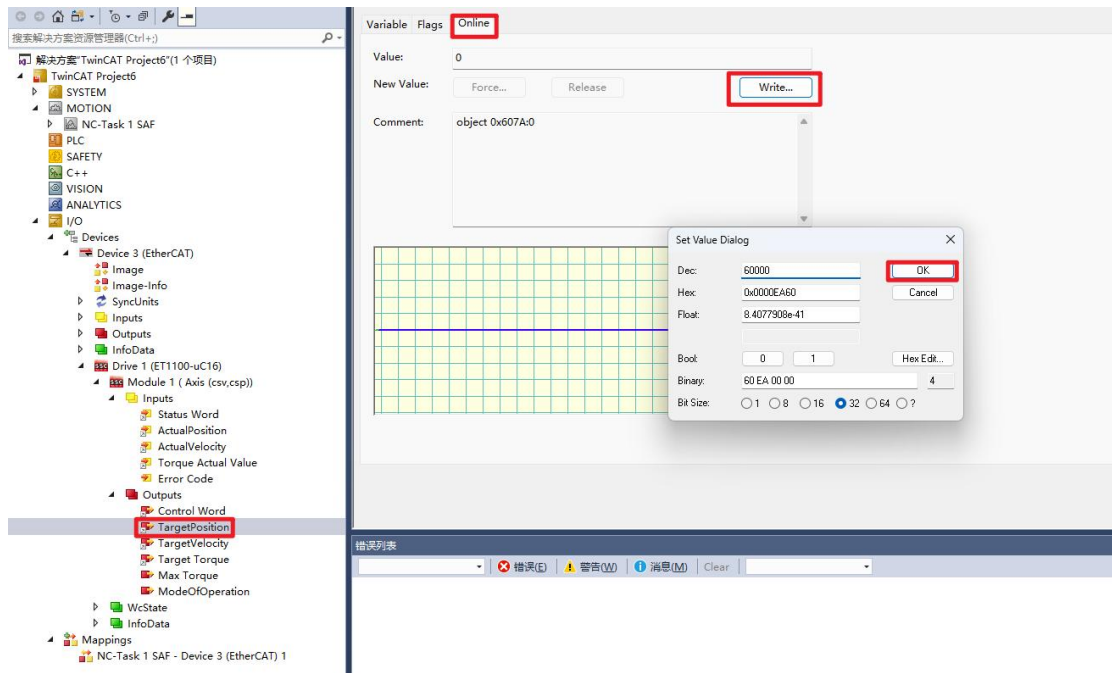 搜索解决方案资源管理器(Ctrl+;)
解决方案"TwinCAT Project6"(1 个项目)
TwinCAT Project6
SYSTEM
MOTION
NC-Task 1 SAF
PLC
SAFETY
C++
VISION
ANALYTICS
I/O
Devices
Device 3 (EtherCAT)
Image
Image-Info
SyncUnits
Inputs
Outputs
InfoData
Drive 1 (ET1100-uC16)
Module 1 ( Axis (csv,csp))
Inputs
Status Word
ActualPosition
ActualVelocity
Torque Actual Value
Error Code
Outputs
Control Word
TargetPosition
TargetVelocity
Target Torque
Max Torque
ModeOfOperation
WcState
InfoData
Mappings
NC-Task 1 SAF - Device 3 (EtherCAT) 1
Variable Flags Online
Value: 0
New Value: Force... Release Write...
Comment: object 0x607A:0
Set Value Dialog
Dec: 60000 OK
Hex: 0x0000EA60 Cancel
Float: 8.4077908e-41
Bool: 0 1 Hex Edit...
Binary: 60 EA 00 00 4
Bit Size: 1 8 16 32 64 ?
错误列表
错误(E) 警告(W) 消息(M) Clear